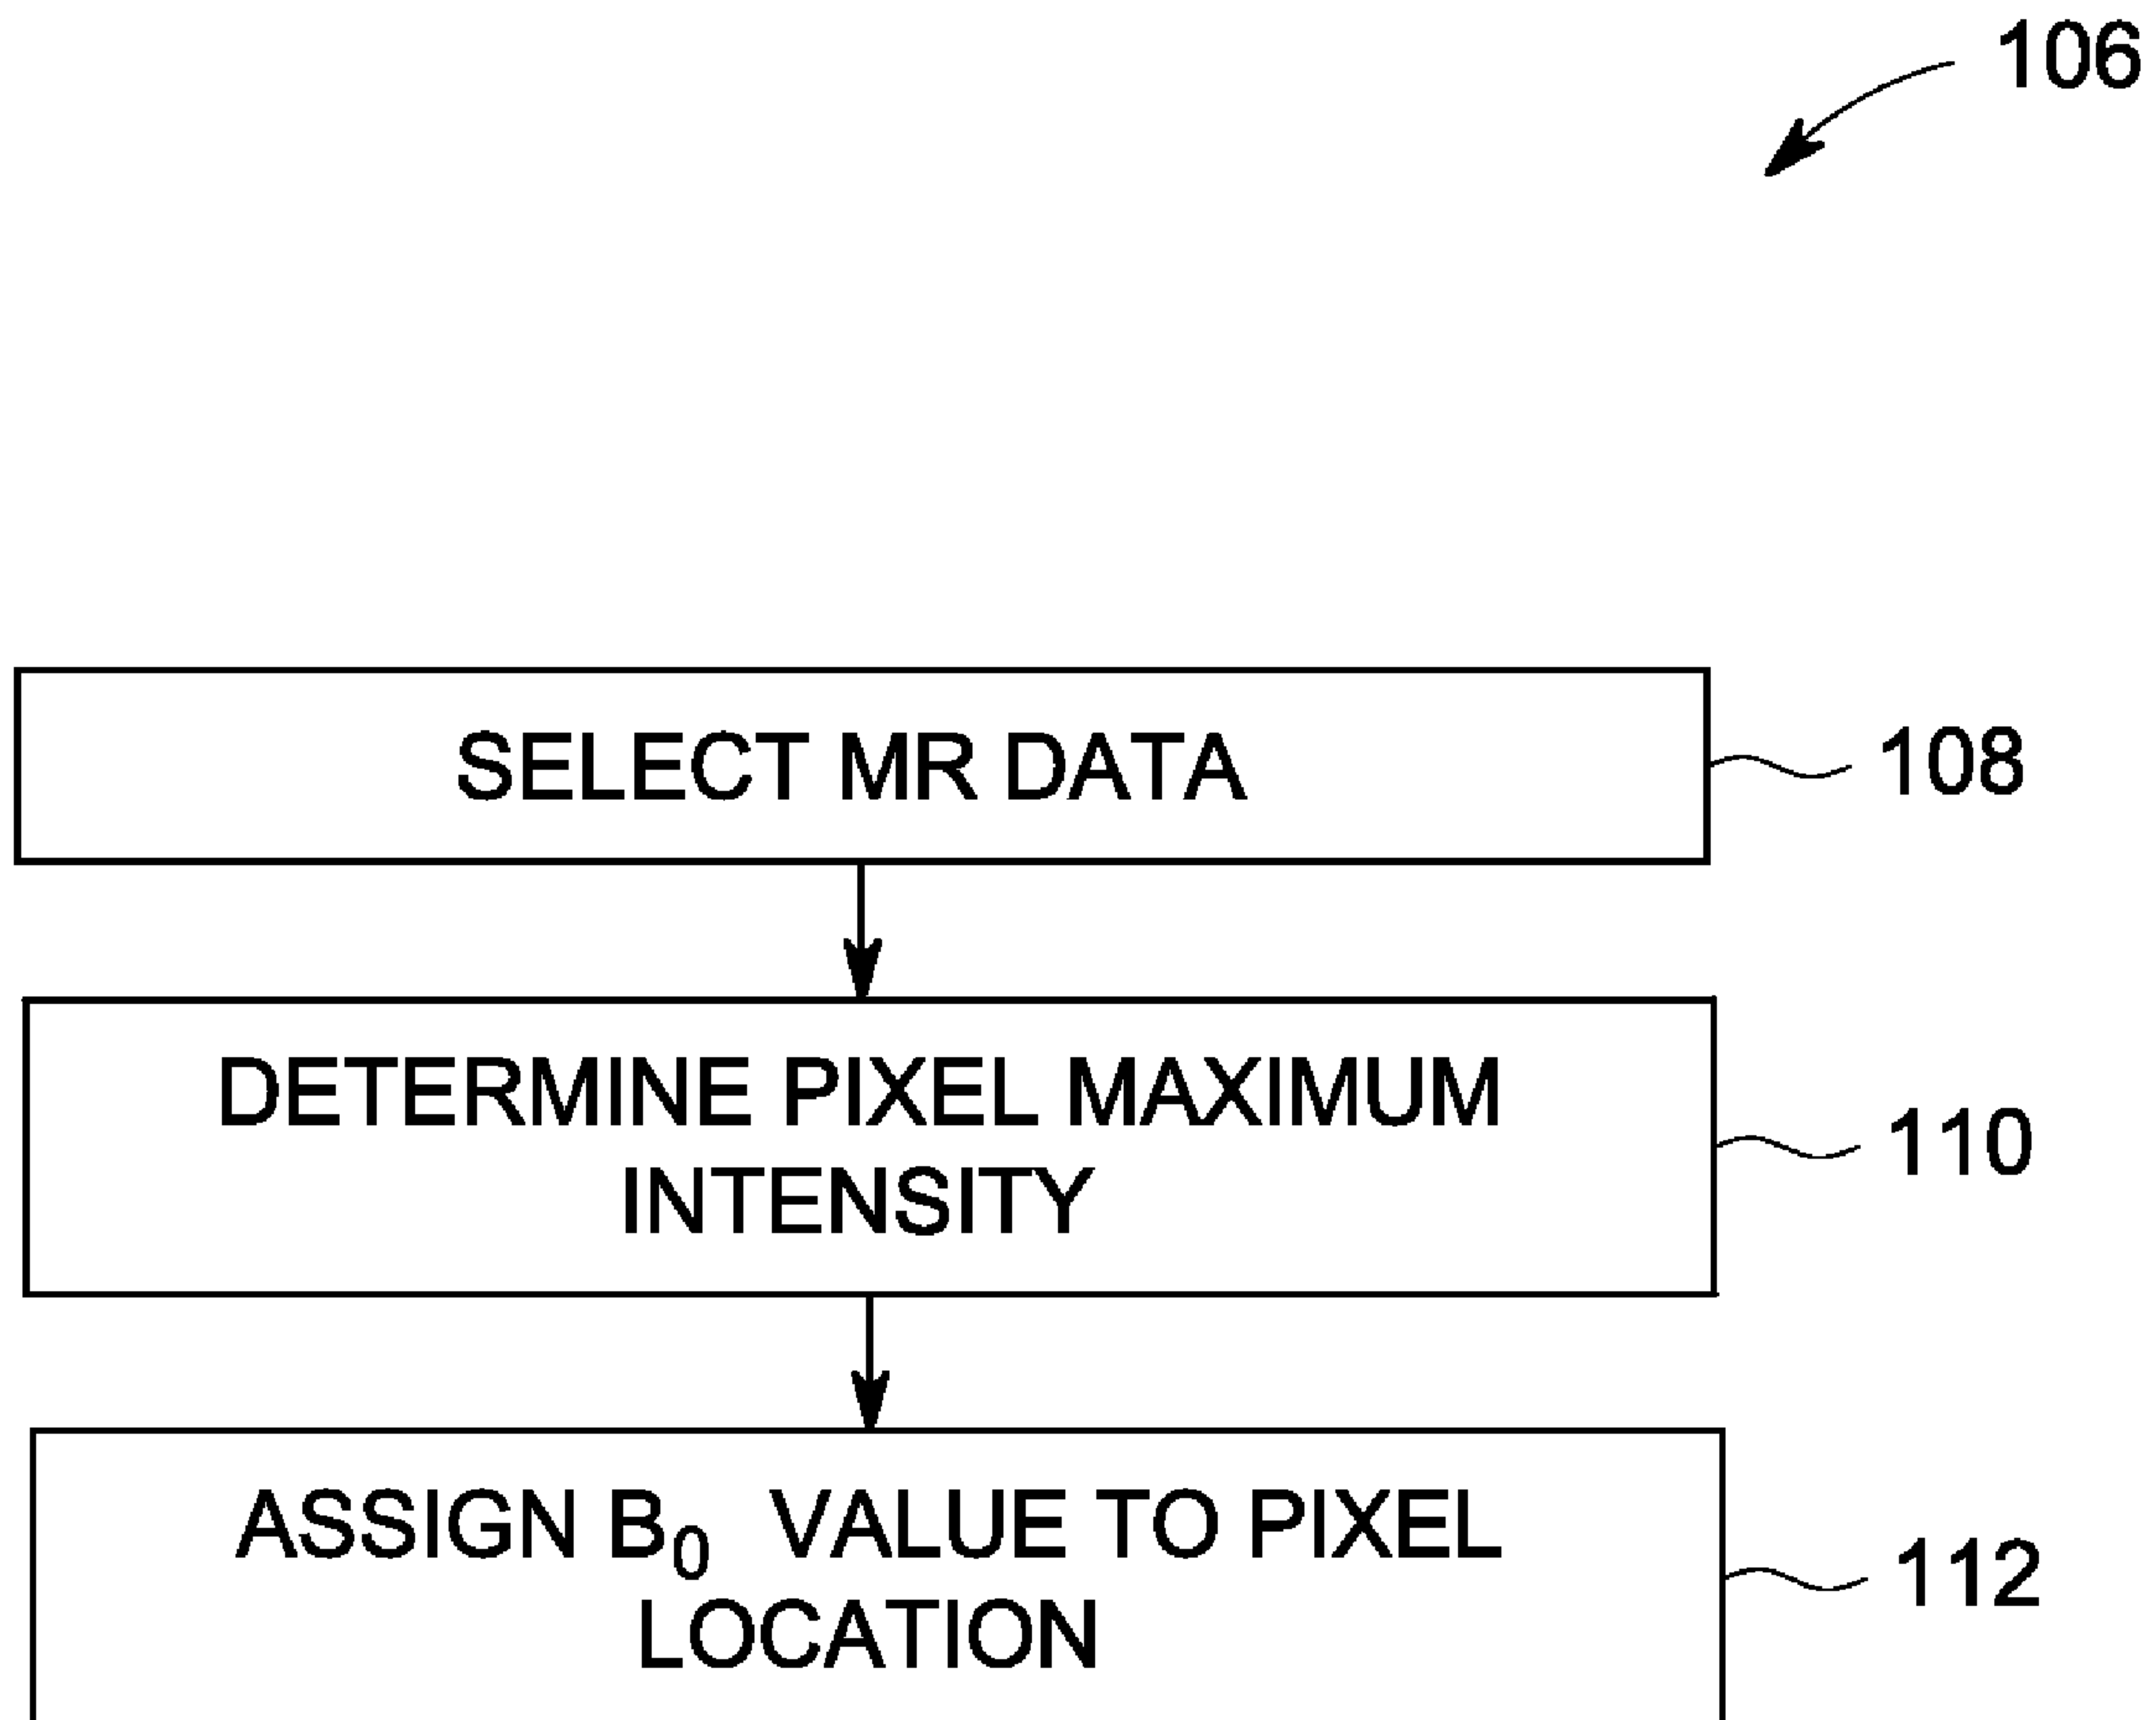 106
SELECT MR DATA
108
DETERMINE PIXEL MAXIMUM
INTENSITY
110
ASSIGN B₀ VALUE TO PIXEL
LOCATION
112